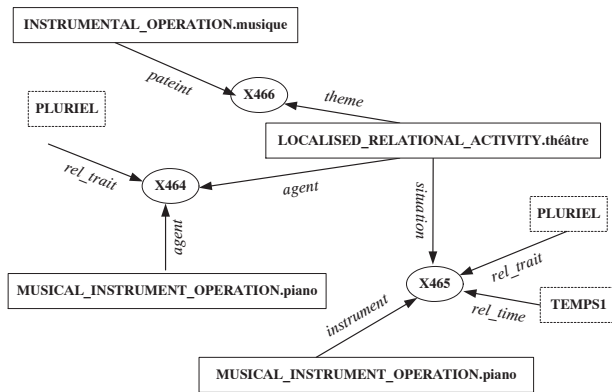 INSTRUMENTAL_OPERATION.musique
pateint
X466
theme
PLURIEL
LOCALISED_RELATIONAL_ACTIVITY.théâtre
rel_trait
X464
agent
situation
agent
PLURIEL
rel_trait
X465
MUSICAL_INSTRUMENT_OPERATION.piano
instrument
rel_time
TEMPS1
MUSICAL_INSTRUMENT_OPERATION.piano